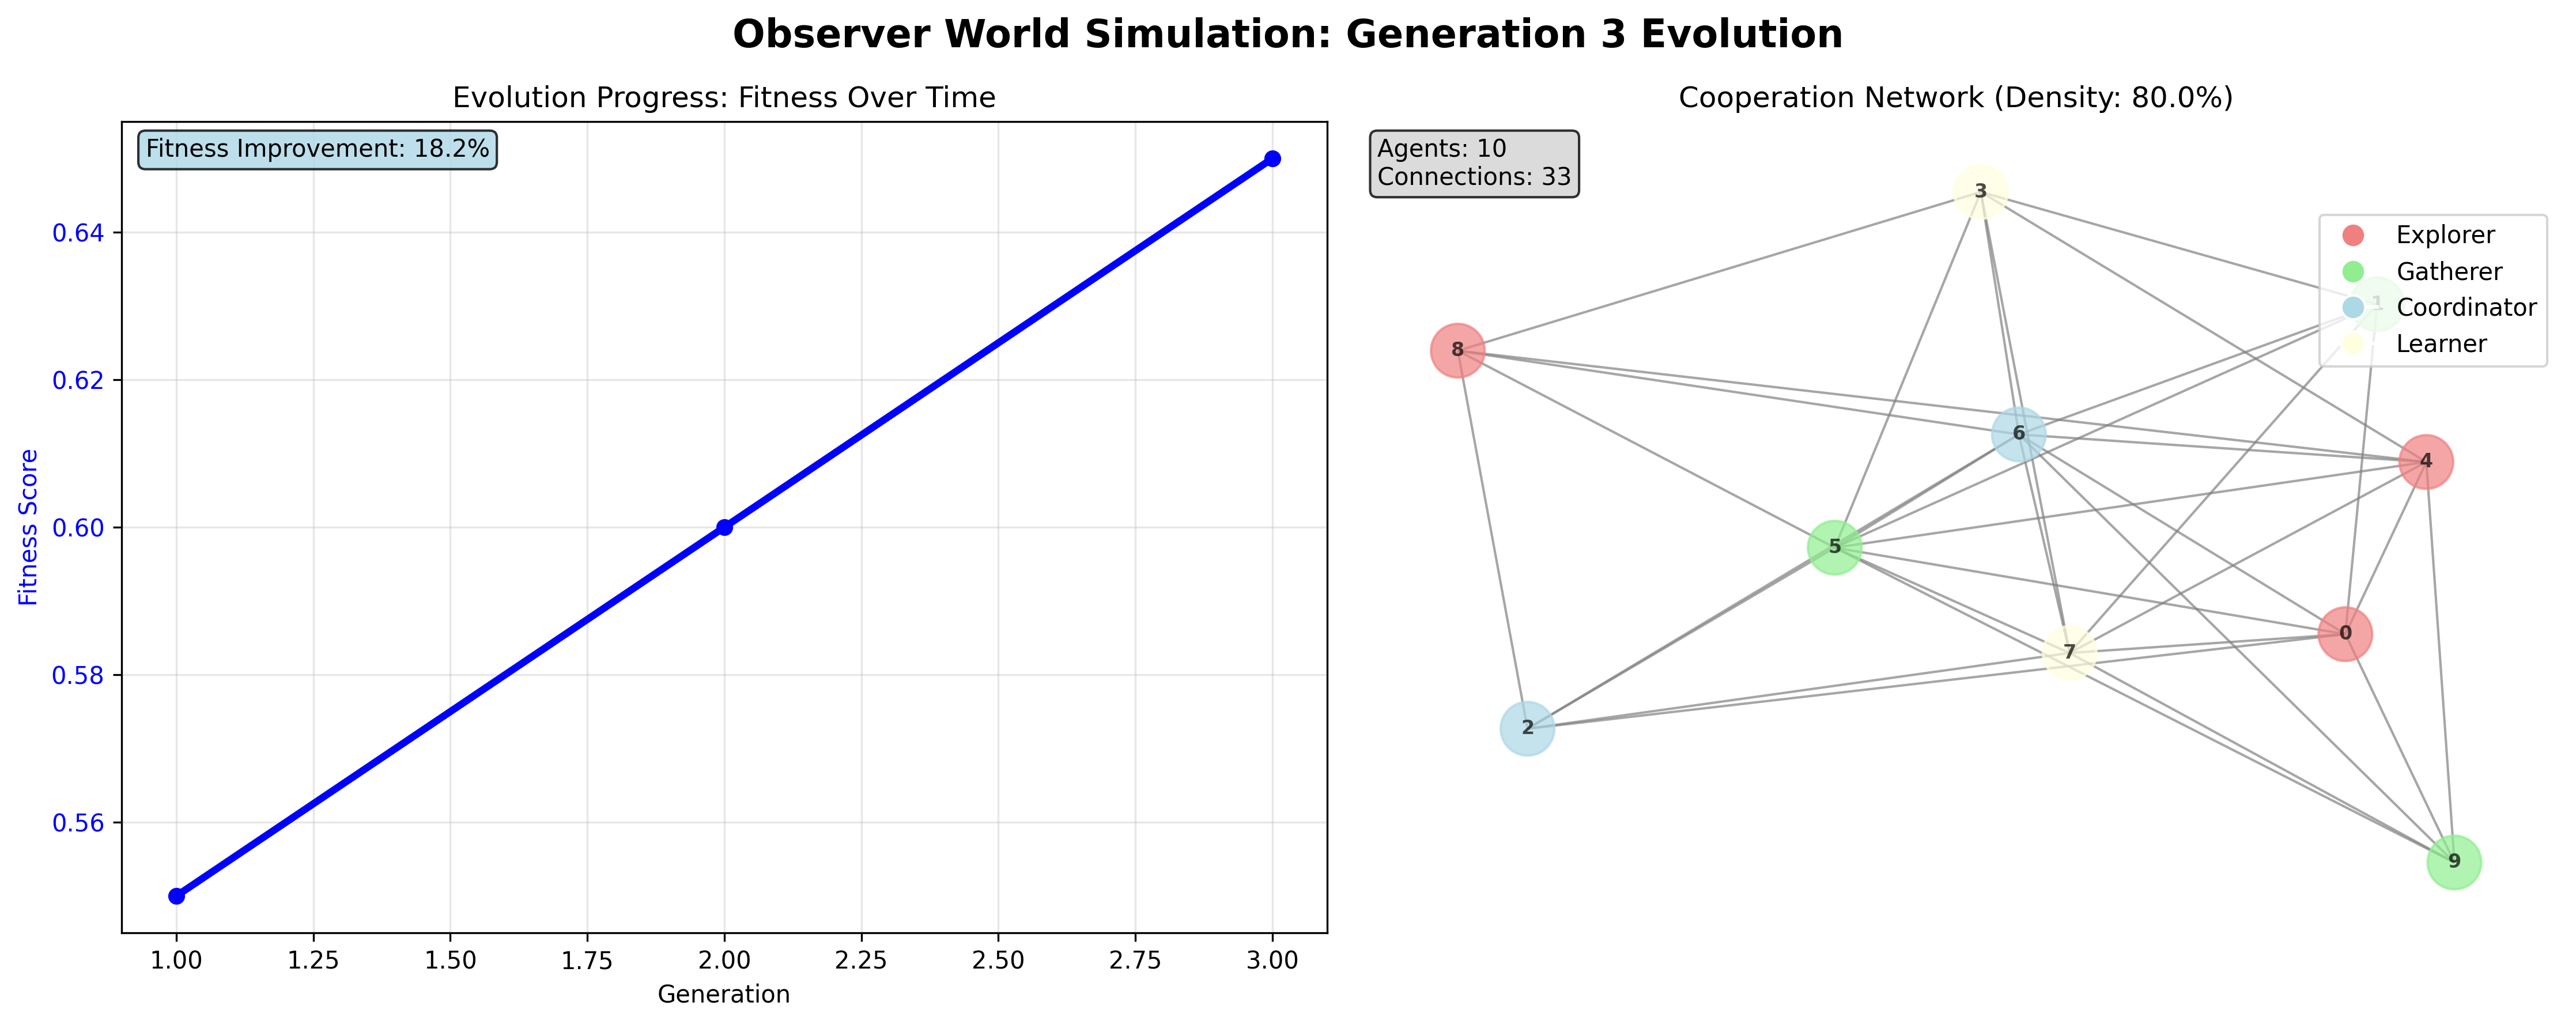 Observer World Simulation: Generation 3 Evolution
Evolution Progress: Fitness Over Time
Fitness Improvement: 18.2%
Fitness Score
0.64
0.62
0.60
0.58
0.56
1.00
1.25
1.50
1.75
2.00
2.25
2.50
2.75
3.00
Generation
Cooperation Network (Density: 80.0%)
Agents: 10
Connections: 33
Explorer
Gatherer
Coordinator
Learner
3
1
8
6
4
5
0
7
2
9